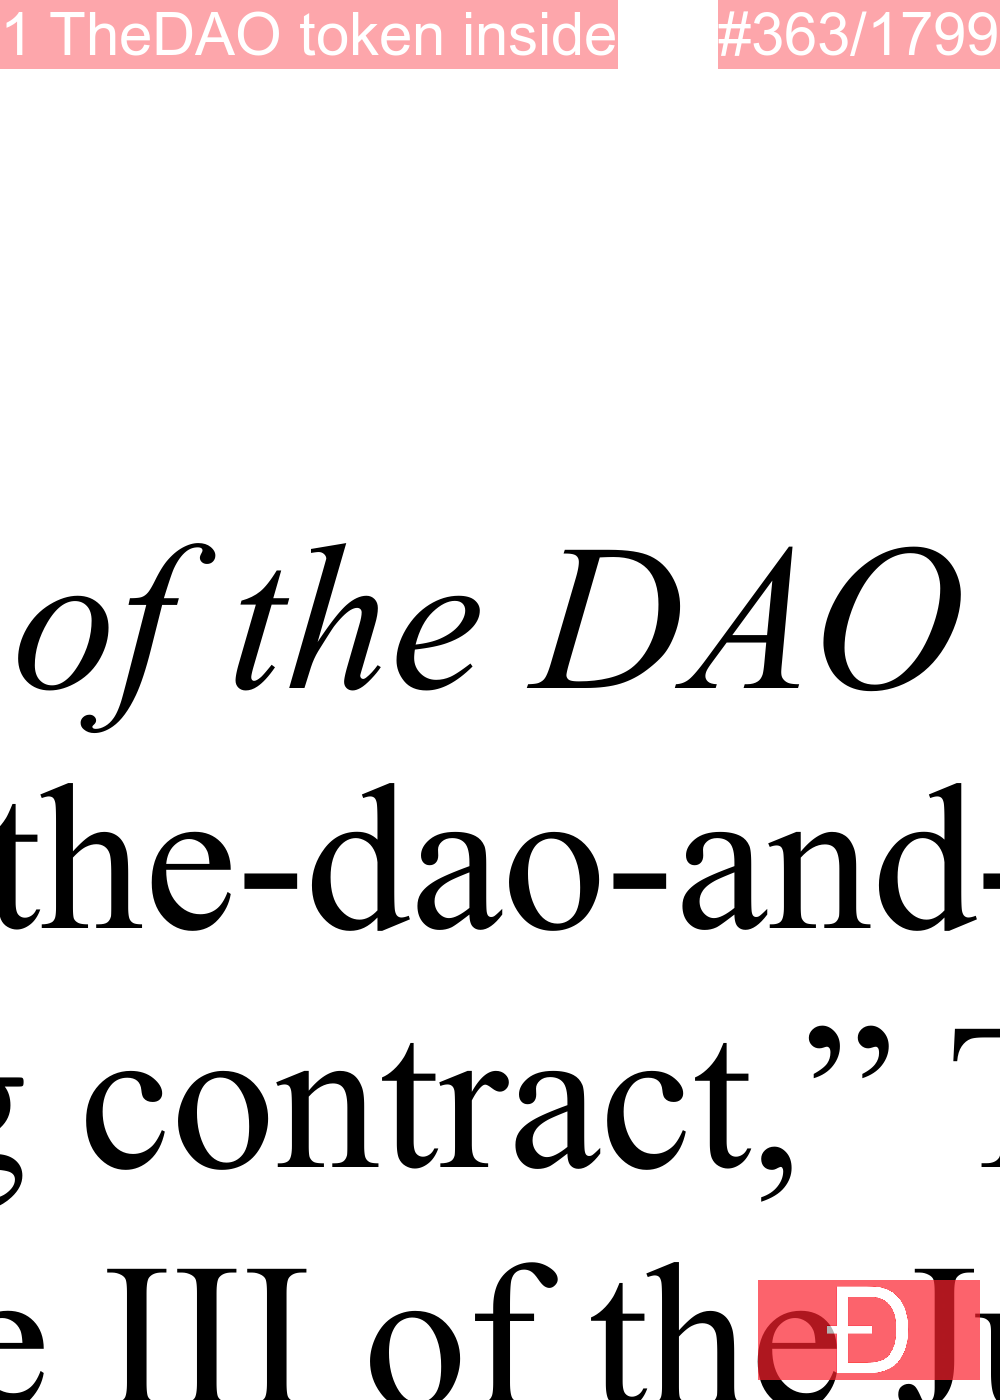 1 TheDAO token inside #363/1799
of the DAO
the-dao-and-
contract,”
III of the
Ð